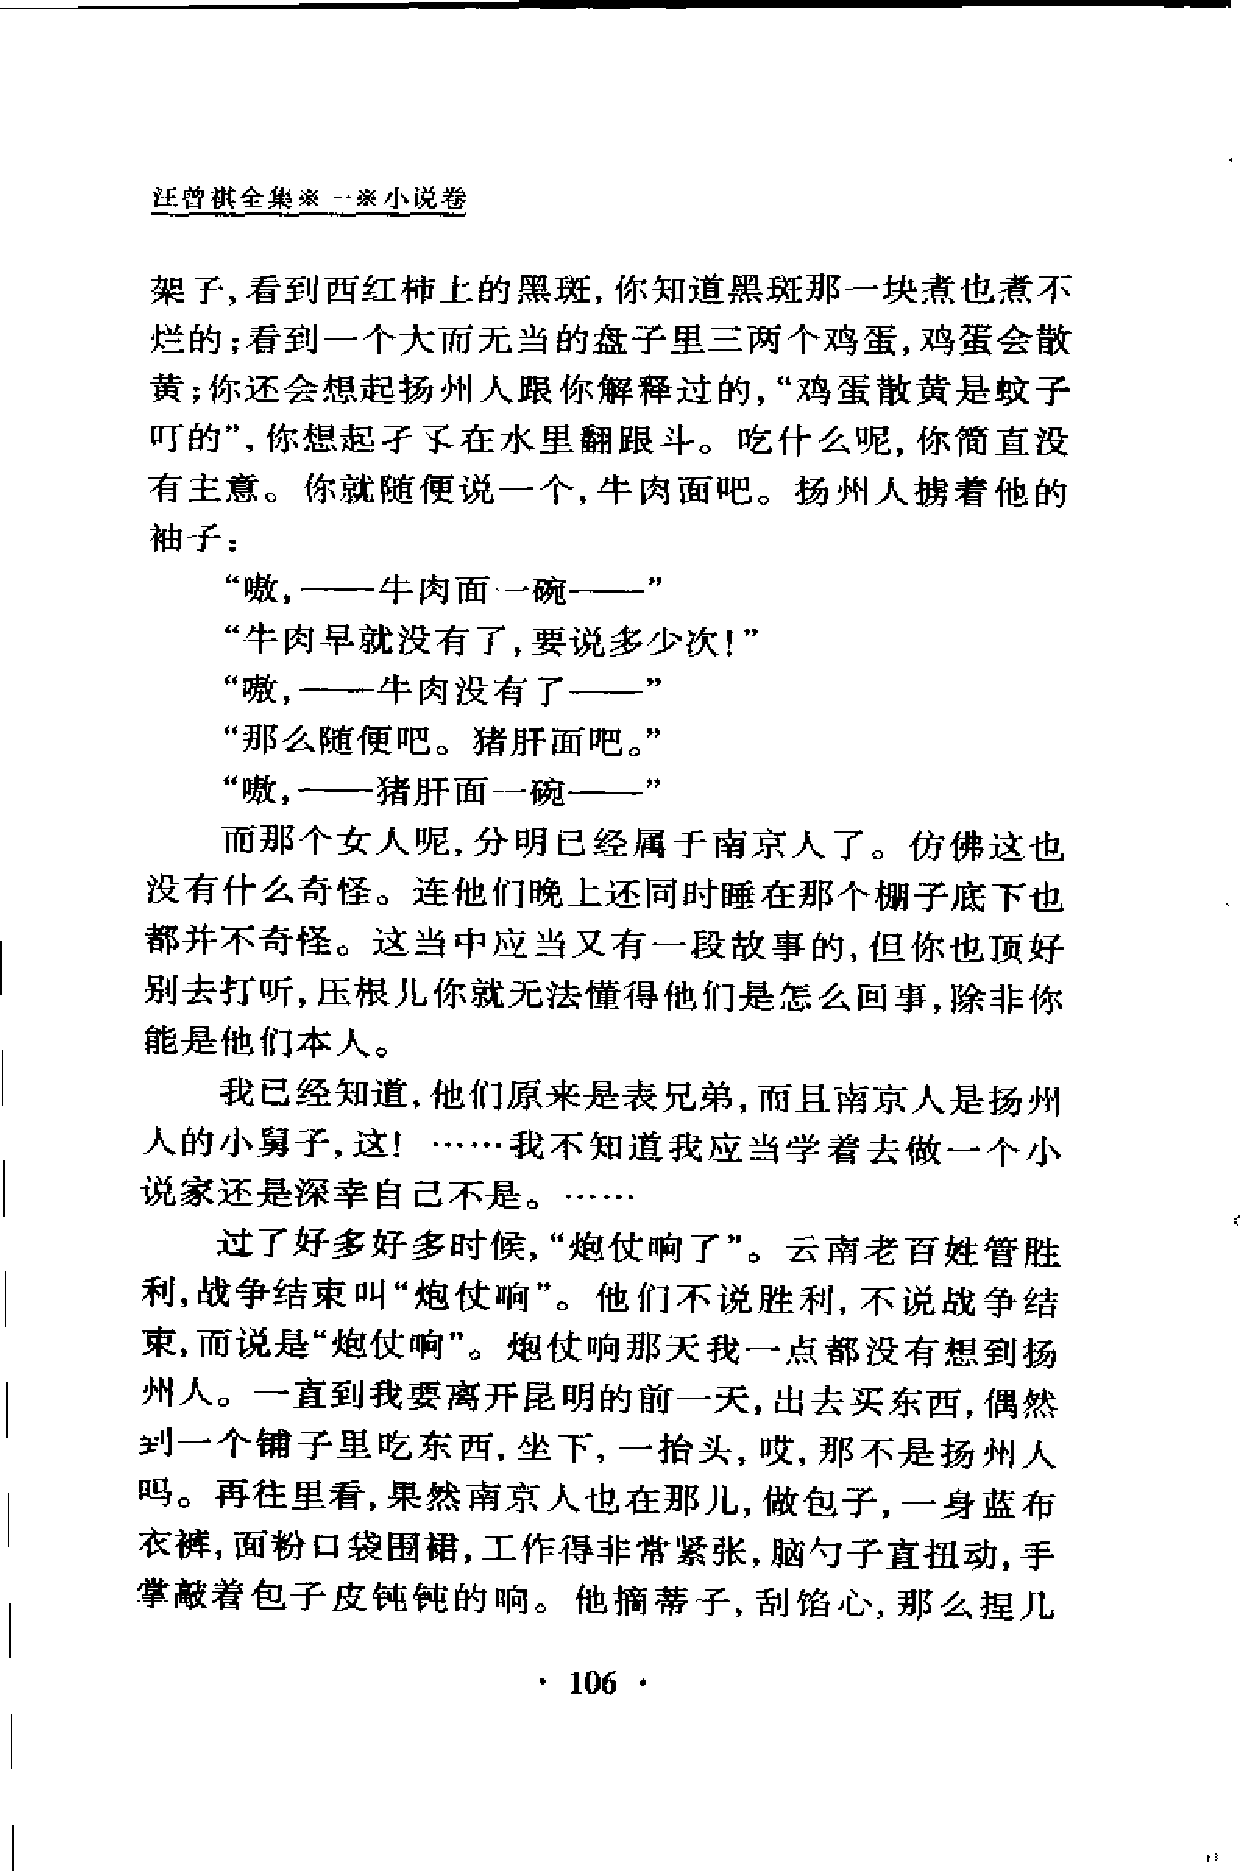 汪曾祺全集※一※小说卷
架子,看到西红柿上的黑斑,你知道黑斑那一块煮也煮不
烂的;看到一个大而无当的盘子里三两个鸡蛋,鸡蛋会散
黄;你还会想起扬州人跟你解释过的,“鸡蛋散黄是蚊子
叮的”,你想起孑孓在水里翻跟斗。吃什么呢,你简直没
有主意。你就随便说一个,牛肉面吧。扬州人掳着他的
袖子:
“嗷,——牛肉面一碗——”
“牛肉早就没有了,要说多少次!”
“嗷,——牛肉没有了——”
“那么随便吧。猪肝面吧。”
“嗷,——猪肝面一碗——”
而那个女人呢,分明已经属于南京人了。仿佛这也
没有什么奇怪。连他们晚上还同时睡在那个棚子底下也
都并不奇怪。这当中应当又有一段故事的,但你也顶好
别去打听,压根儿你就无法懂得他们是怎么回事,除非你
能是他们本人。
我已经知道,他们原来是表兄弟,而且南京人是扬州
人的小舅子,这! ……我不知道我应当学着去做一个小
说家还是深幸自己不是。……
过了好多好多时候,“炮仗响了”。云南老百姓管胜
利,战争结束叫“炮仗响”。他们不说胜利,不说战争结
束,而说是“炮仗响”。炮仗响那天我一点都没有想到扬
州人。一直到我要离开昆明的前一天,出去买东西,偶然
到一个铺子里吃东西,坐下,一抬头,哎,那不是扬州人
吗。再往里看,果然南京人也在那儿,做包子,一身蓝布
衣裤,面粉口袋围裙,工作得非常紧张,脑勺子直扭动,手
掌敲着包子皮钝钝的响。他摘蒂子,刮馅心,那么捏几
· 106 ·